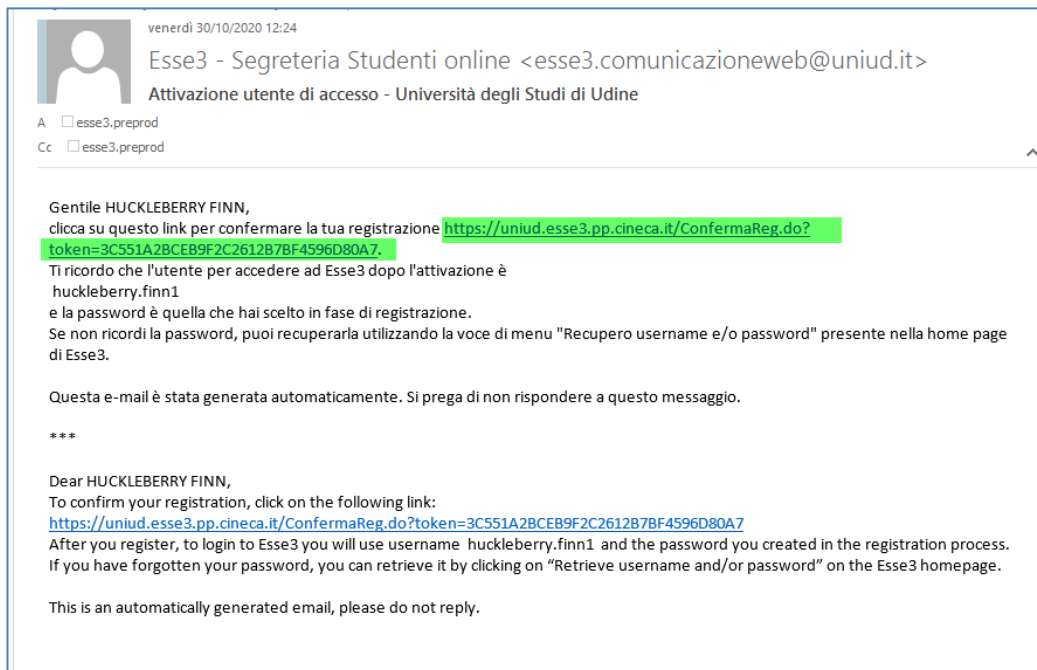 venerdì 30/10/2020 12:24
Esse3 - Segreteria Studenti online <esse3.comunicazioneweb@uniud.it>
Attivazione utente di accesso - Università degli Studi di Udine
A esse3.preprod
Cc esse3.preprod
Gentile HUCKLEBERRY FINN,
clicca su questo link per confermare la tua registrazione https://uniud.esse3.pp.cineca.it/ConfermaReg.do?
token=3C551A2BCEB9F2C2612B7BF4596D80A7.
Ti ricordo che l'utente per accedere ad Esse3 dopo l'attivazione è
huckleberry.finn1
e la password è quella che hai scelto in fase di registrazione.
Se non ricordi la password, puoi recuperarla utilizzando la voce di menu "Recupero username e/o password" presente nella home page
di Esse3.
Questa e-mail è stata generata automaticamente. Si prega di non rispondere a questo messaggio.
***
Dear HUCKLEBERRY FINN,
To confirm your registration, click on the following link:
https://uniud.esse3.pp.cineca.it/ConfermaReg.do?token=3C551A2BCEB9F2C2612B7BF4596D80A7
After you register, to login to Esse3 you will use username huckleberry.finn1 and the password you created in the registration process.
If you have forgotten your password, you can retrieve it by clicking on “Retrieve username and/or password” on the Esse3 homepage.
This is an automatically generated email, please do not reply.